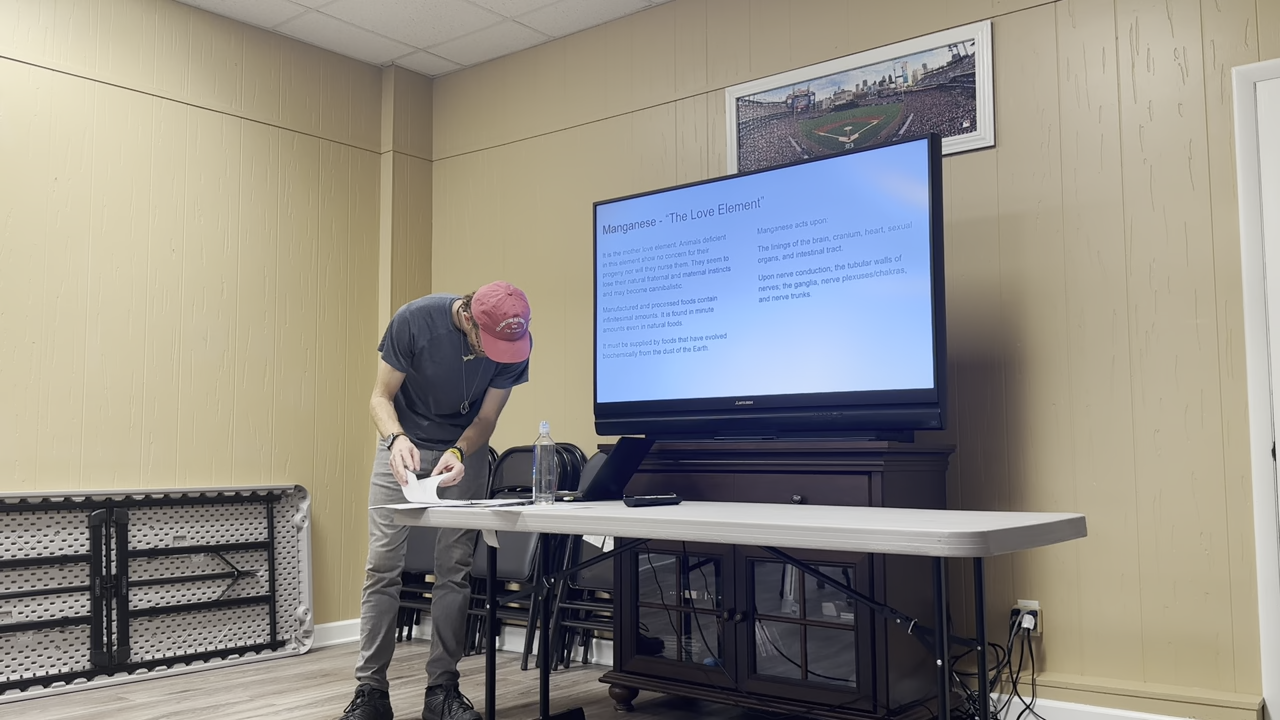 Manganese - “The Love Element”
It is the mother love element. Animals deficient
in this element show no concern for their
progeny nor will they nurse them. They seem to
lose their natural fraternal and maternal instincts
and may become cannibalistic.
Manufactured and processed foods contain
infinitesimal amounts. It is found in minute
amounts even in natural foods.
It must be supplied by foods that have evolved
biochemically from the dust of the Earth.
Manganese acts upon:
The linings of the brain, cranium, heart, sexual
organs, and intestinal tract.
Upon nerve conduction, the tubular walls of
nerves; the ganglia, nerve plexuses/chakras,
and nerve trunks.